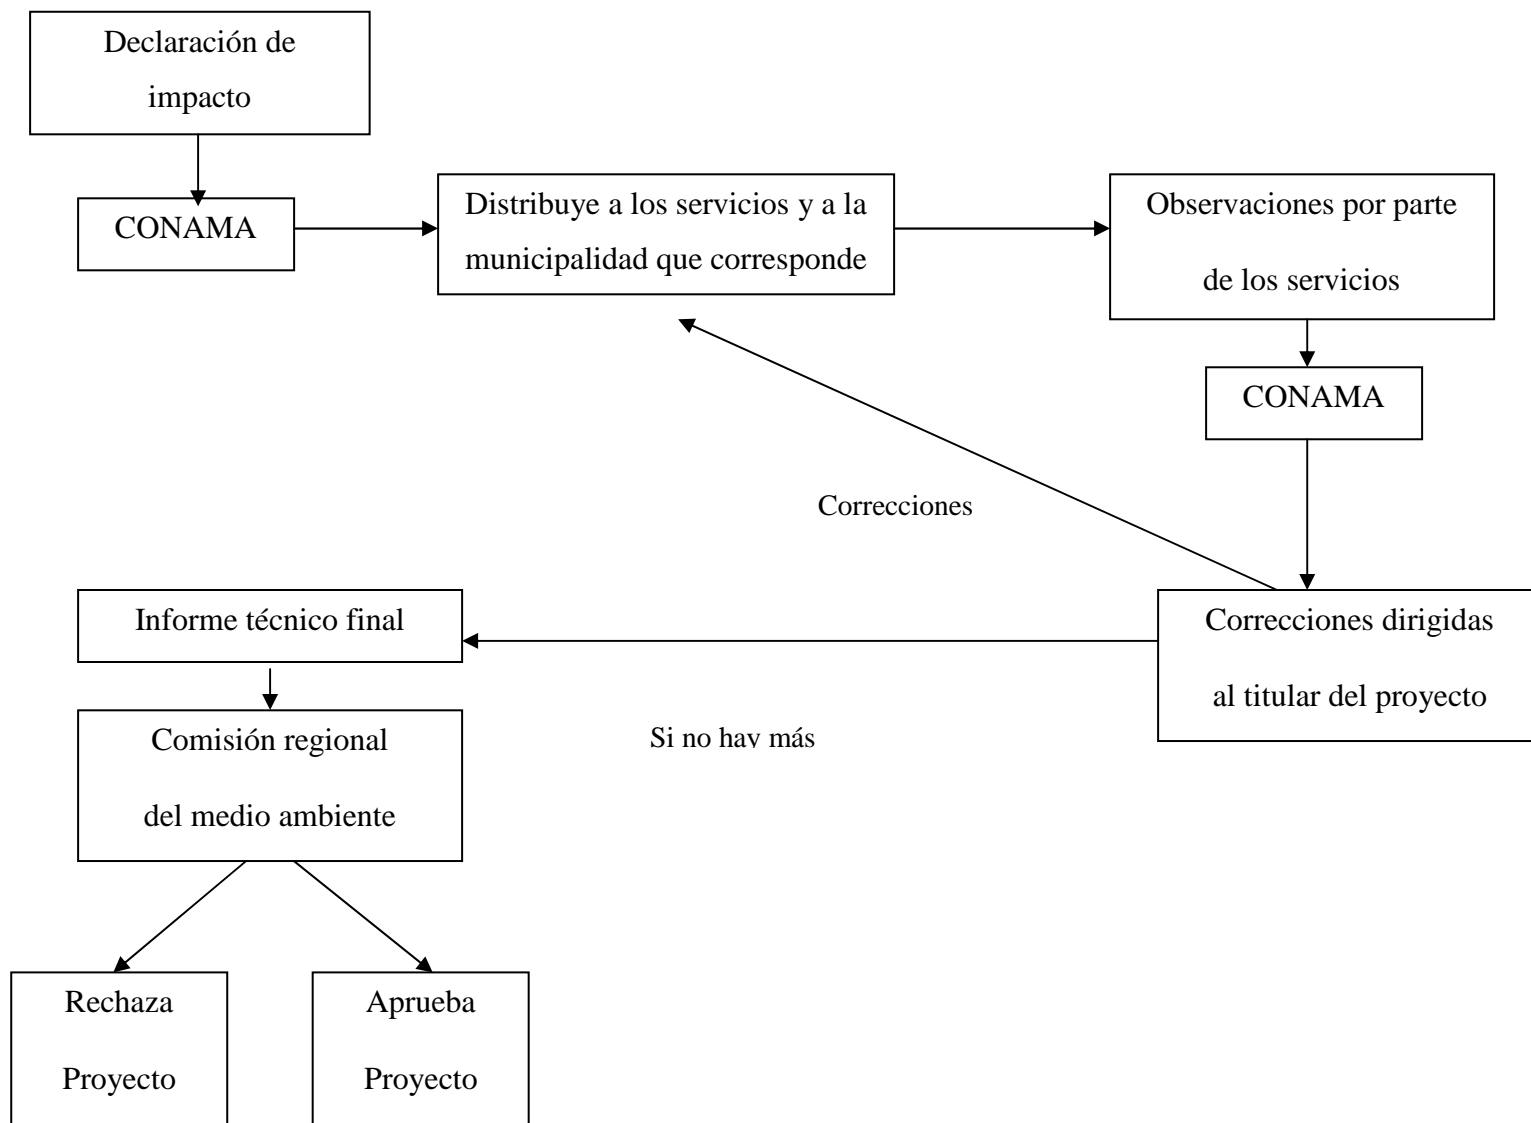 Declaración de
impacto
CONAMA
Distribuye a los servicios y a la
municipalidad que corresponde
Observaciones por parte
de los servicios
CONAMA
Correcciones
Correcciones dirigidas
al titular del proyecto
Informe técnico final
Si no hay más
Comisión regional
del medio ambiente
Rechaza
Proyecto
Aprueba
Proyecto